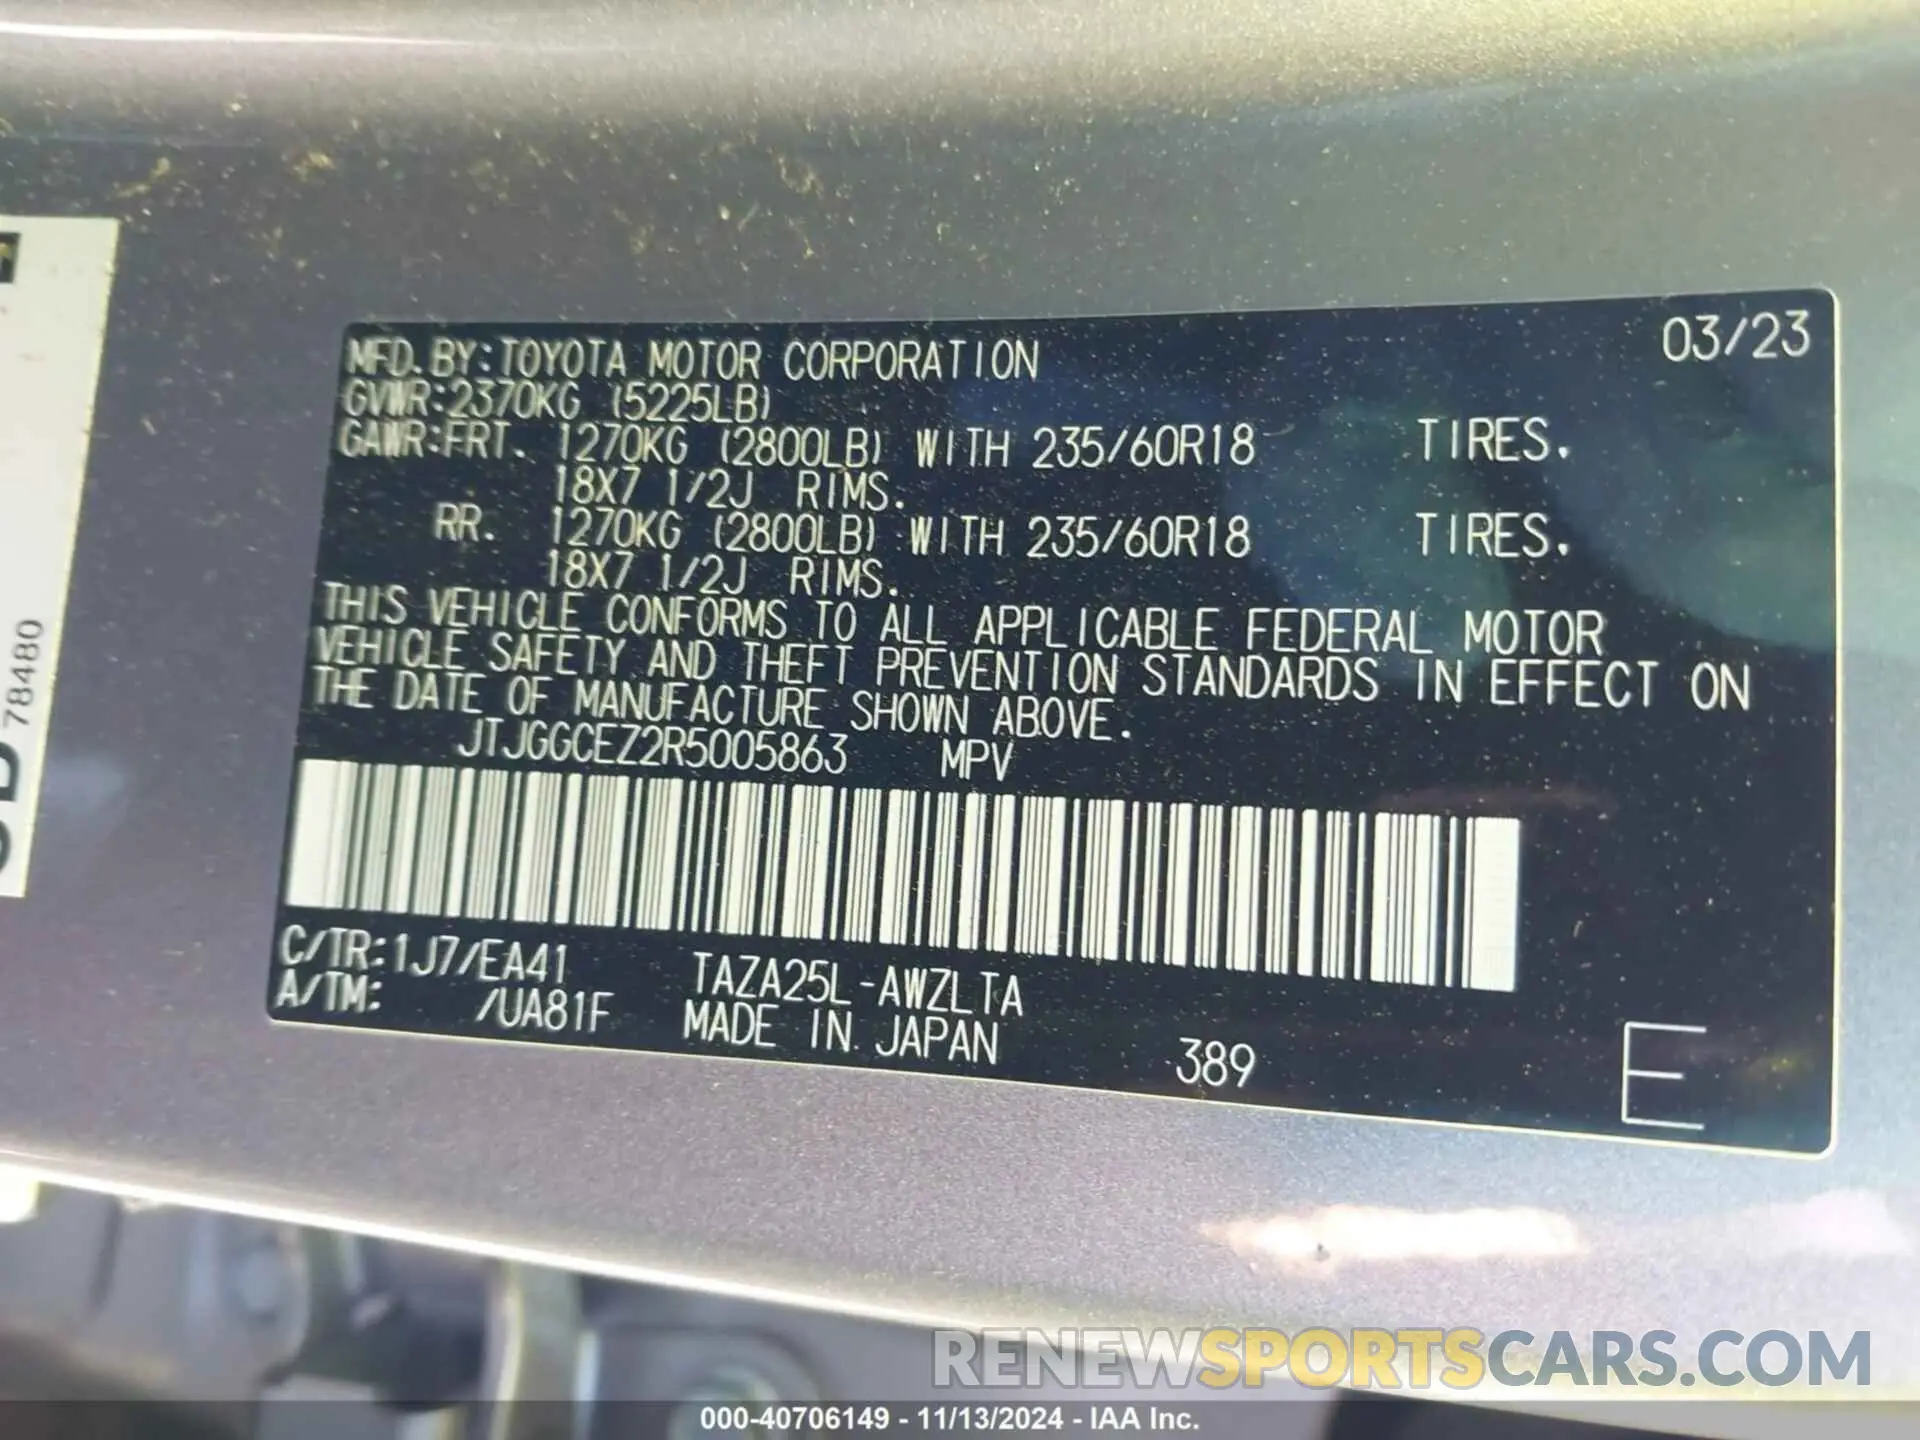 03/23
MFD. BY: TOYOTA MOTOR CORPORATION
GVWR: 2370KG (5225LB)
GAWR: FRT. 1270KG (2800LB) WITH 235/60R18 TIRES.
18X7 1/2J RIMS.
RR. 1270KG (2800LB) WITH 235/60R18 TIRES.
18X7 1/2J RIMS.
THIS VEHICLE CONFORMS TO ALL APPLICABLE FEDERAL MOTOR
VEHICLE SAFETY AND THEFT PREVENTION STANDARDS IN EFFECT ON
THE DATE OF MANUFACTURE SHOWN ABOVE.
JTJGGCEZ2R5005863 MPV
C/TR: 1J7/EA41 TAZA25L-AWZLTA
A/TM: /UA81F MADE IN JAPAN 389 E
78480
RENEWSPORTSCARS.COM
000-40706149 - 11/13/2024 - IAA Inc.